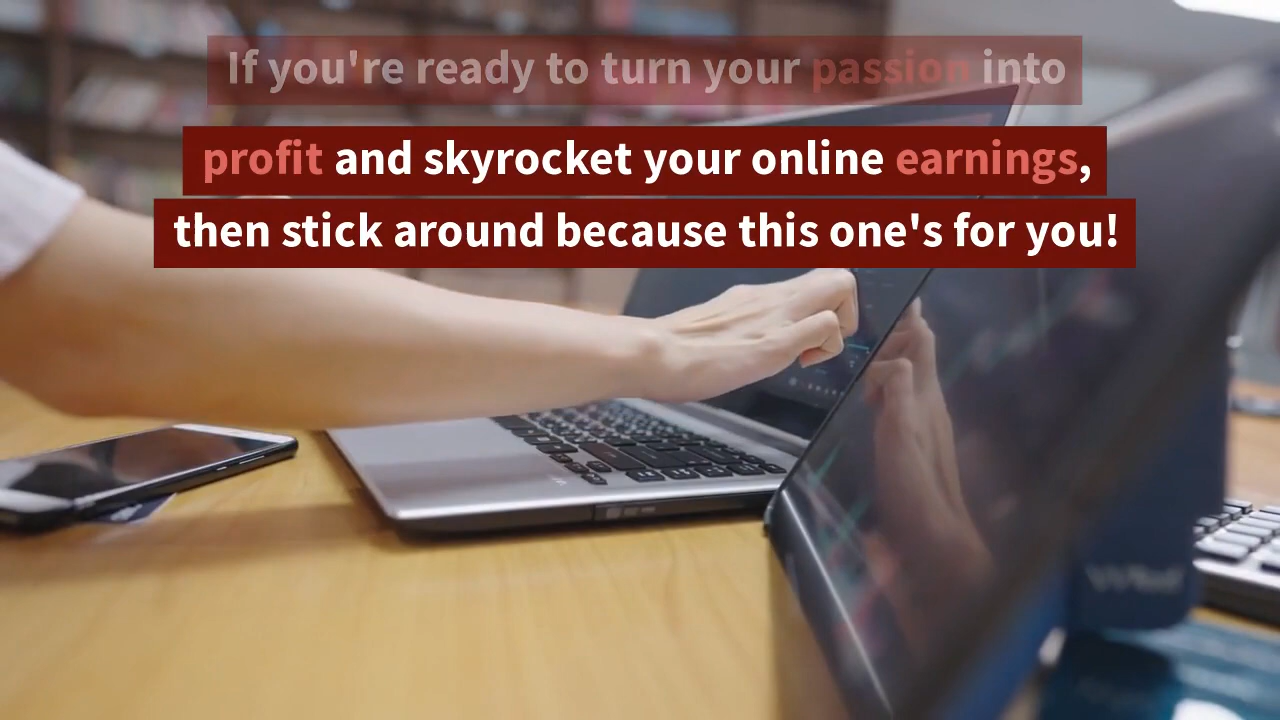 If you're ready to turn your passion into
profit and skyrocket your online earnings,
then stick around because this one's for you!